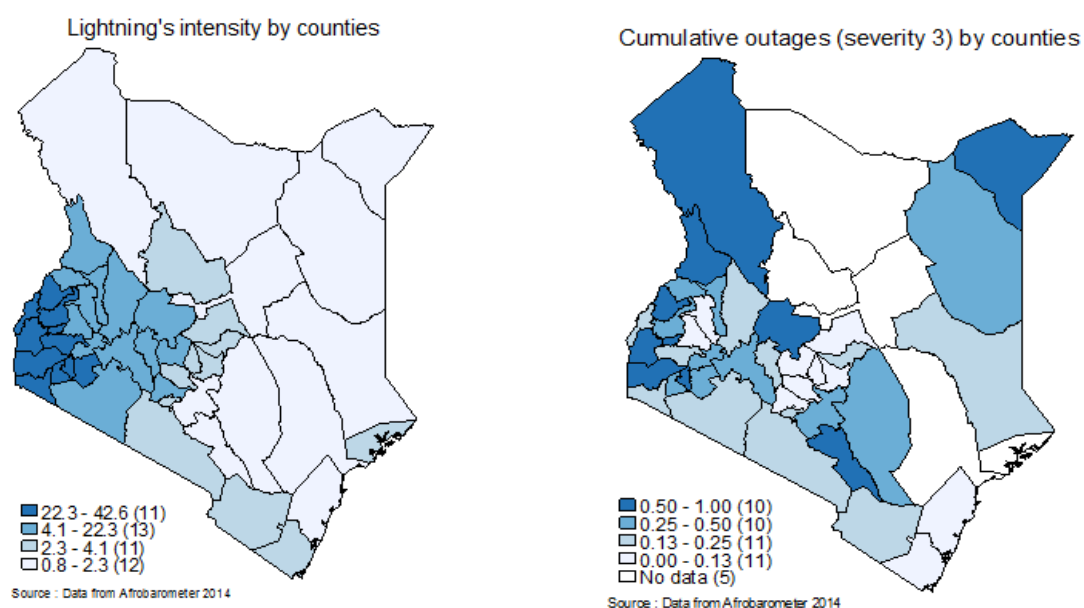 Lightning's intensity by counties
22.3 - 42.6 (11)
4.1 - 22.3 (13)
2.3 - 4.1 (11)
0.8 - 2.3 (12)
Source : Data from Afrobarometer 2014
Cumulative outages (severity 3) by counties
0.50 - 1.00 (10)
0.25 - 0.50 (10)
0.13 - 0.25 (11)
0.00 - 0.13 (11)
No data (5)
Source : Data from Afrobarometer 2014